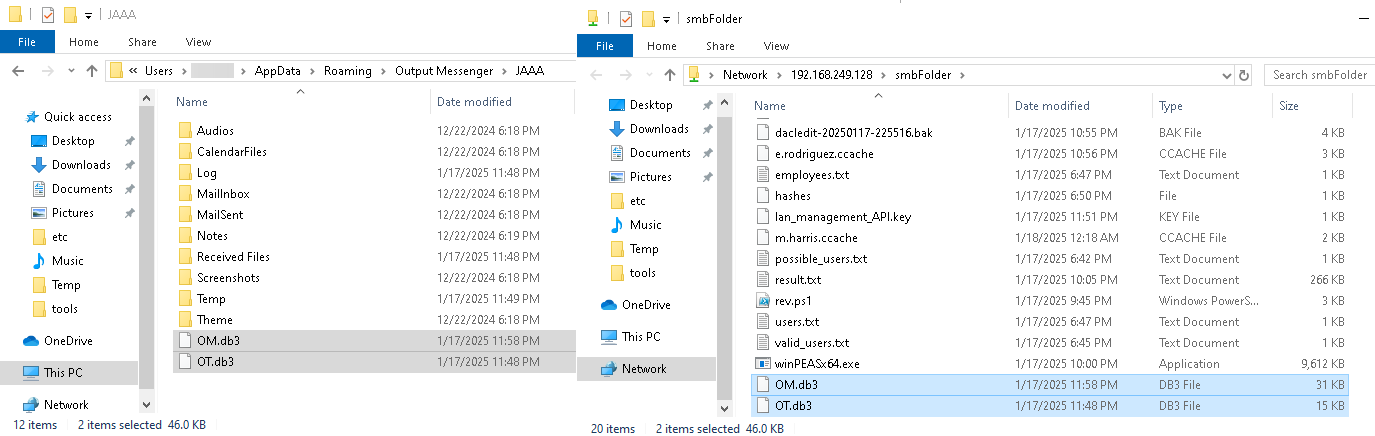 JAAA
File Home Share View
« Users AppData Roaming Output Messenger JAAA
Quick access
Desktop
Downloads
Documents
Pictures
etc
Music
Temp
tools
OneDrive
This PC
Network
Name Date modified
Audios 12/22/2024 6:18 PM
CalendarFiles 12/22/2024 6:18 PM
Log 1/17/2025 11:48 PM
MailInbox 12/22/2024 6:18 PM
MailSent 12/22/2024 6:18 PM
Notes 12/22/2024 6:19 PM
Received Files 1/17/2025 11:48 PM
Screenshots 12/22/2024 6:18 PM
Temp 1/17/2025 11:49 PM
Theme 12/22/2024 6:18 PM
OM.db3 1/17/2025 11:58 PM
OT.db3 1/17/2025 11:48 PM
12 items 2 items selected 46.0 KB
smbFolder
File Home Share View
Network 192.168.249.128 smbFolder
Search smbFolder
Desktop
Downloads
Documents
Pictures
etc
Music
Temp
tools
OneDrive
This PC
Network
Name Date modified Type Size
dacledit-20250117-225516.bak 1/17/2025 10:55 PM BAK File 4 KB
e.rodriguez.ccache 1/17/2025 10:56 PM CCACHE File 3 KB
employees.txt 1/17/2025 6:47 PM Text Document 1 KB
hashes 1/17/2025 6:50 PM File 1 KB
lan_management_API.key 1/17/2025 11:51 PM KEY File 1 KB
m.harris.ccache 1/18/2025 12:18 AM CCACHE File 2 KB
possible_users.txt 1/17/2025 6:42 PM Text Document 1 KB
result.txt 1/17/2025 10:05 PM Text Document 266 KB
rev.ps1 1/17/2025 9:45 PM Windows PowerS... 3 KB
users.txt 1/17/2025 6:47 PM Text Document 1 KB
valid_users.txt 1/17/2025 6:45 PM Text Document 1 KB
winPEASx64.exe 1/17/2025 10:00 PM Application 9,612 KB
OM.db3 1/17/2025 11:58 PM DB3 File 31 KB
OT.db3 1/17/2025 11:48 PM DB3 File 15 KB
20 items 2 items selected 46.0 KB